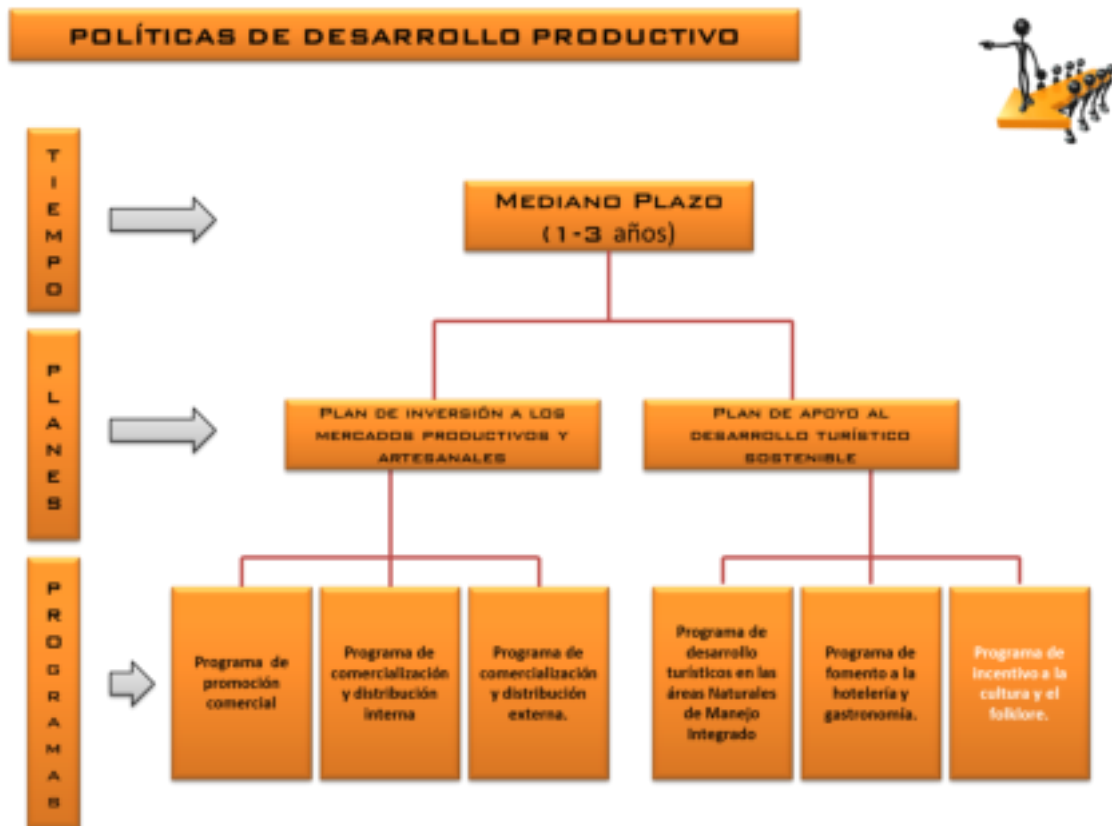 POLÍTICAS DE DESARROLLO PRODUCTIVO
TIEMPO
MEDIANO PLAZO
(1-3 años)
PLANES
PLAN DE INVERSIÓN A LOS
MERCADOS PRODUCTIVOS Y
ARTESANALES
PLAN DE APOYO AL
DESARROLLO TURÍSTICO
SOSTENIBLE
PROGRAMAS
Programa de
promoción
comercial
Programa de
comercialización
y distribución
interna
Programa de
comercialización
y distribución
externa.
Programa de
desarrollo
turísticos en las
áreas Naturales
de Manejo
Integrado
Programa de
fomento a la
hotelería y
gastronomía.
Programa de
incentivo a la
cultura y el
folklore.